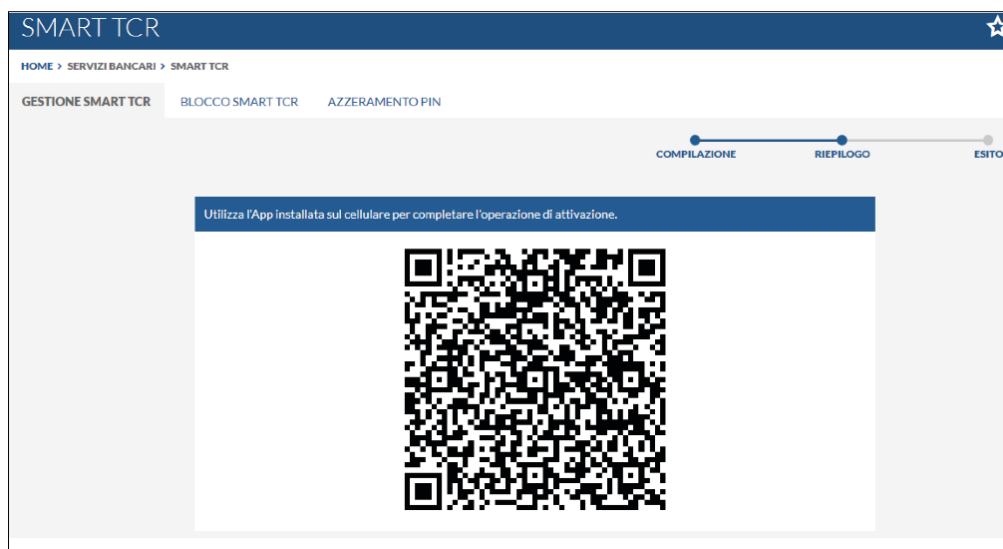 SMART TCR
HOME > SERVIZI BANCARI > SMART TCR
GESTIONE SMART TCR BLOCCO SMART TCR AZZERAMENTO PIN
COMPILAZIONE RIEPILOGO ESITO
Utilizza l'App installata sul cellulare per completare l'operazione di attivazione.